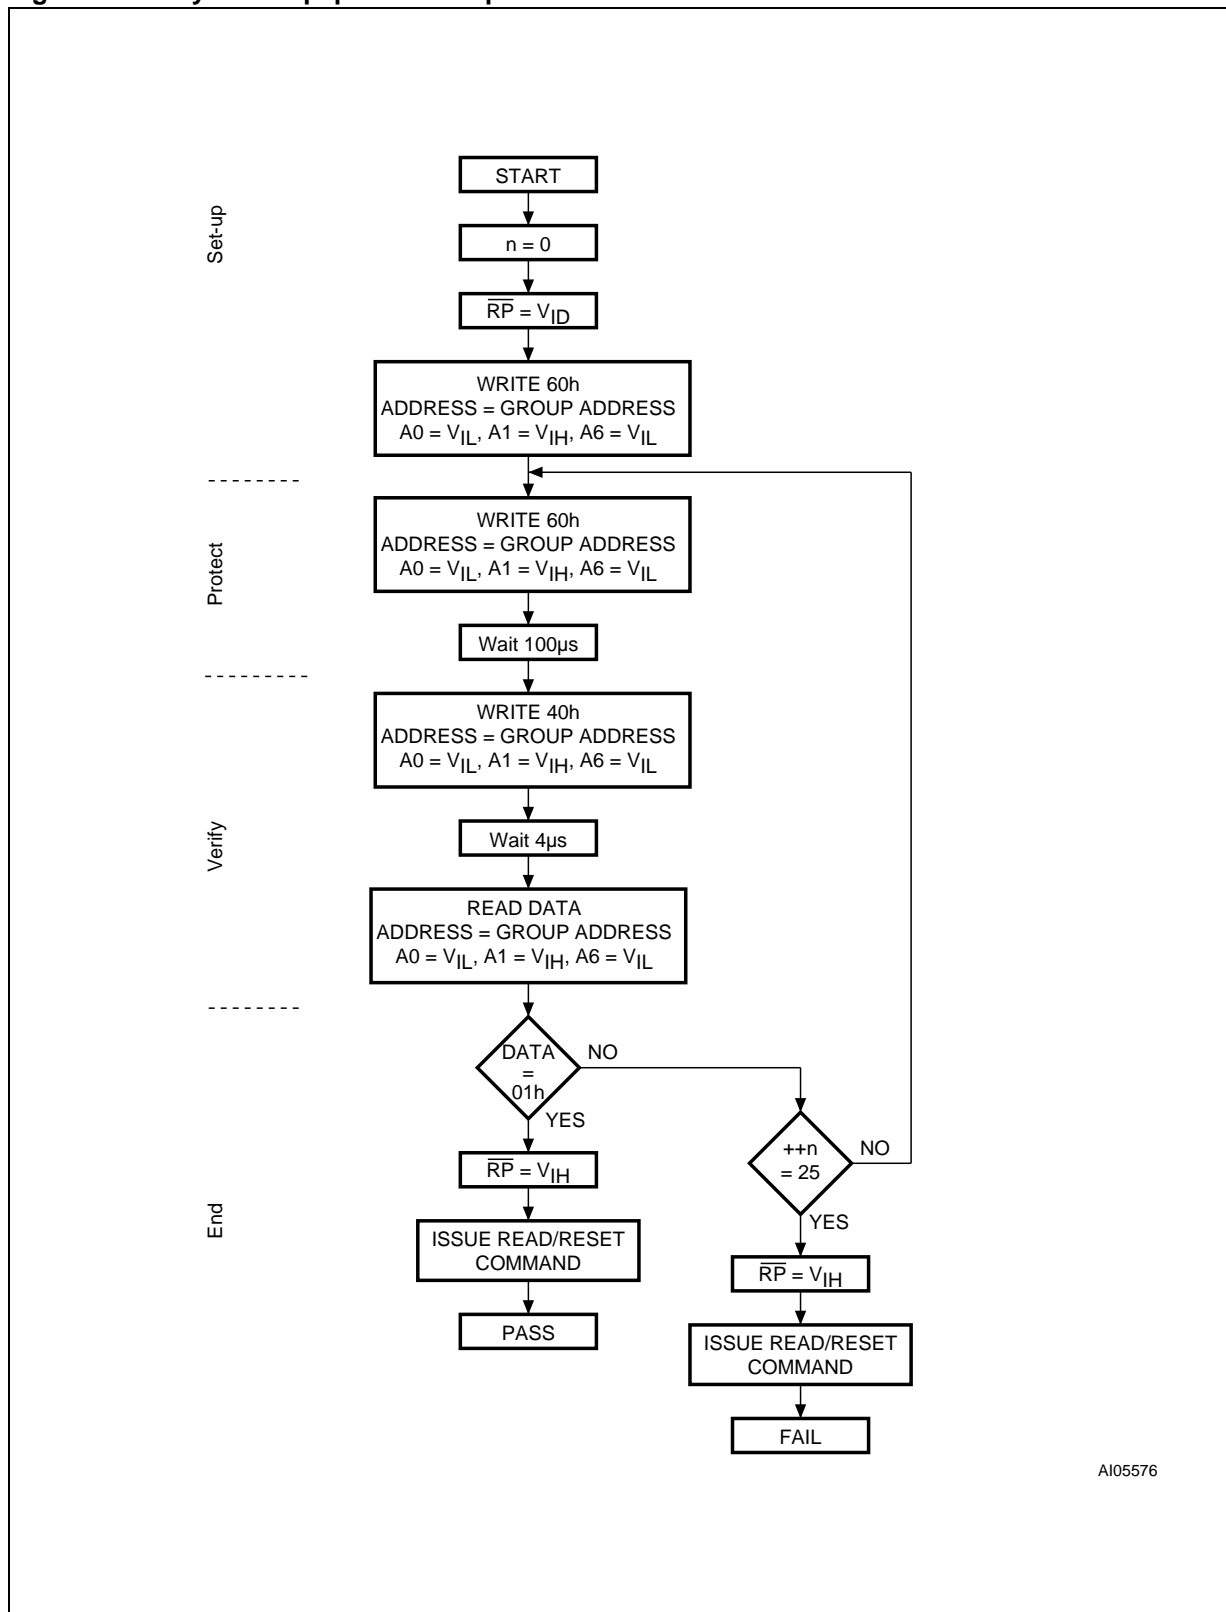 START
n = 0
RP = VID
WRITE 60h
ADDRESS = GROUP ADDRESS
A0 = VIL, A1 = VIH, A6 = VIL
Set-up
WRITE 60h
ADDRESS = GROUP ADDRESS
A0 = VIL, A1 = VIH, A6 = VIL
Wait 100µs
Protect
WRITE 40h
ADDRESS = GROUP ADDRESS
A0 = VIL, A1 = VIH, A6 = VIL
Wait 4µs
READ DATA
ADDRESS = GROUP ADDRESS
A0 = VIL, A1 = VIH, A6 = VIL
Verify
DATA
=
01h
NO
YES
++n
= 25
NO
YES
RP = VIH
ISSUE READ/RESET
COMMAND
PASS
End
RP = VIH
ISSUE READ/RESET
COMMAND
FAIL
AI05576